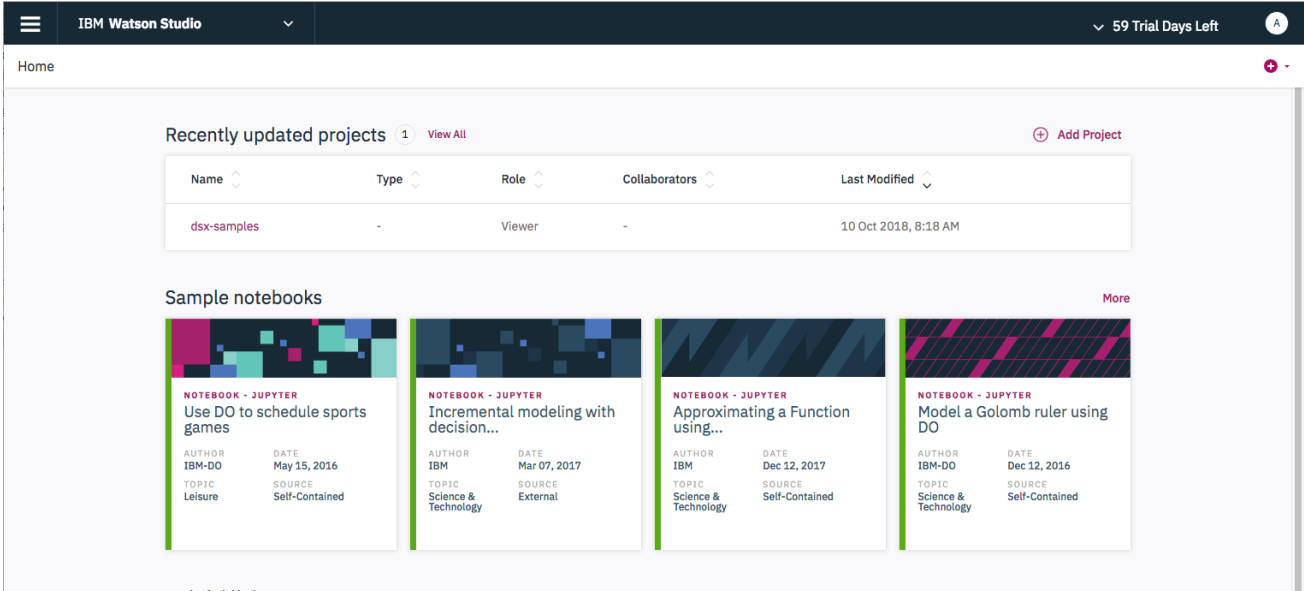 IBM Watson Studio
59 Trial Days Left
A
Home
Recently updated projects 1 View All
Add Project
Name Type Role Collaborators Last Modified
dsx-samples - Viewer - 10 Oct 2018, 8:18 AM
Sample notebooks
More
NOTEBOOK - JUPYTER
Use DO to schedule sports
games
AUTHOR DATE
IBM-DO May 15, 2016
TOPIC SOURCE
Leisure Self-Contained
NOTEBOOK - JUPYTER
Incremental modeling with
decision...
AUTHOR DATE
IBM Mar 07, 2017
TOPIC SOURCE
Science & External
Technology
NOTEBOOK - JUPYTER
Approximating a Function
using...
AUTHOR DATE
IBM Dec 12, 2017
TOPIC SOURCE
Science & Self-Contained
Technology
NOTEBOOK - JUPYTER
Model a Golomb ruler using
DO
AUTHOR DATE
IBM-DO Dec 12, 2016
TOPIC SOURCE
Science & Self-Contained
Technology